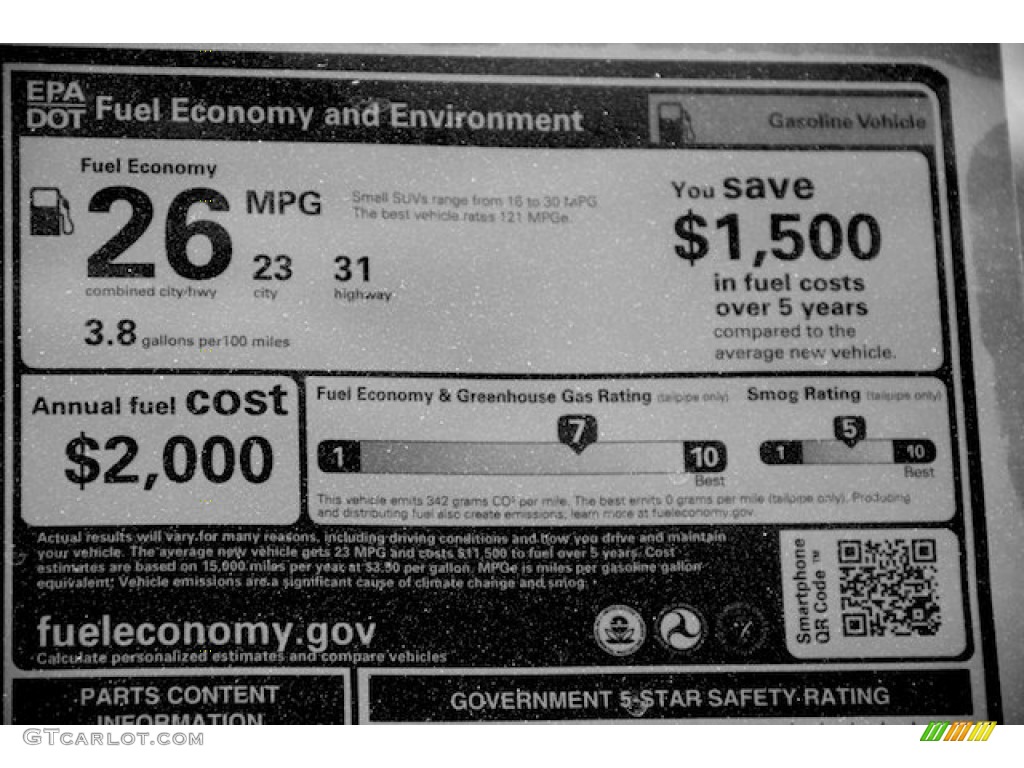 EPA
DOT Fuel Economy and Environment
Gasoline Vehicle
Fuel Economy
26 MPG
combined city/hwy
23
city
31
highway
Small SUVs range from 16 to 30 MPG.
The best vehicle rates 121 MPGe.
3.8 gallons per 100 miles
You save
$1,500
in fuel costs
over 5 years
compared to the
average new vehicle.
Annual fuel cost
$2,000
Fuel Economy & Greenhouse Gas Rating (tailpipe only)
7
1
10
Best
Smog Rating (tailpipe only)
5
1
10
Best
This vehicle emits 342 grams CO² per mile. The best emits 0 grams per mile (tailpipe only). Producing
and distributing fuel also create emissions; learn more at fueleconomy.gov.
Actual results will vary for many reasons, including driving conditions and how you drive and maintain
your vehicle. The average new vehicle gets 23 MPG and costs $11,500 to fuel over 5 years. Cost
estimates are based on 15,000 miles per year at $3.50 per gallon. MPGe is miles per gasoline gallon
equivalent. Vehicle emissions are a significant cause of climate change and smog.
fueleconomy.gov
Calculate personalized estimates and compare vehicles
Smartphone
QR Code ™
PARTS CONTENT
INFORMATION
GOVERNMENT 5-STAR SAFETY RATING
GTCARLOT.COM